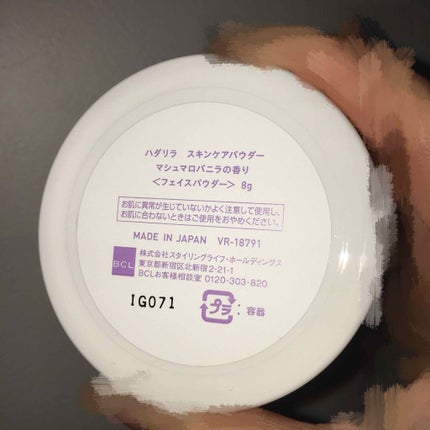 ハダリラ　スキンケアパウダー
マシュマロバニラの香り
＜フェイスパウダー＞ 8g
お肌に異常が生じていないかよく注意して使用し、
お肌に合わないときはご使用をおやめください。
MADE IN JAPAN VR-18791
BCL
株式会社スタイリングライフ・ホールディングス
東京都新宿区北新宿2-21-1
BCLお客様相談室 0120-303-820
IG071
プラ：容器